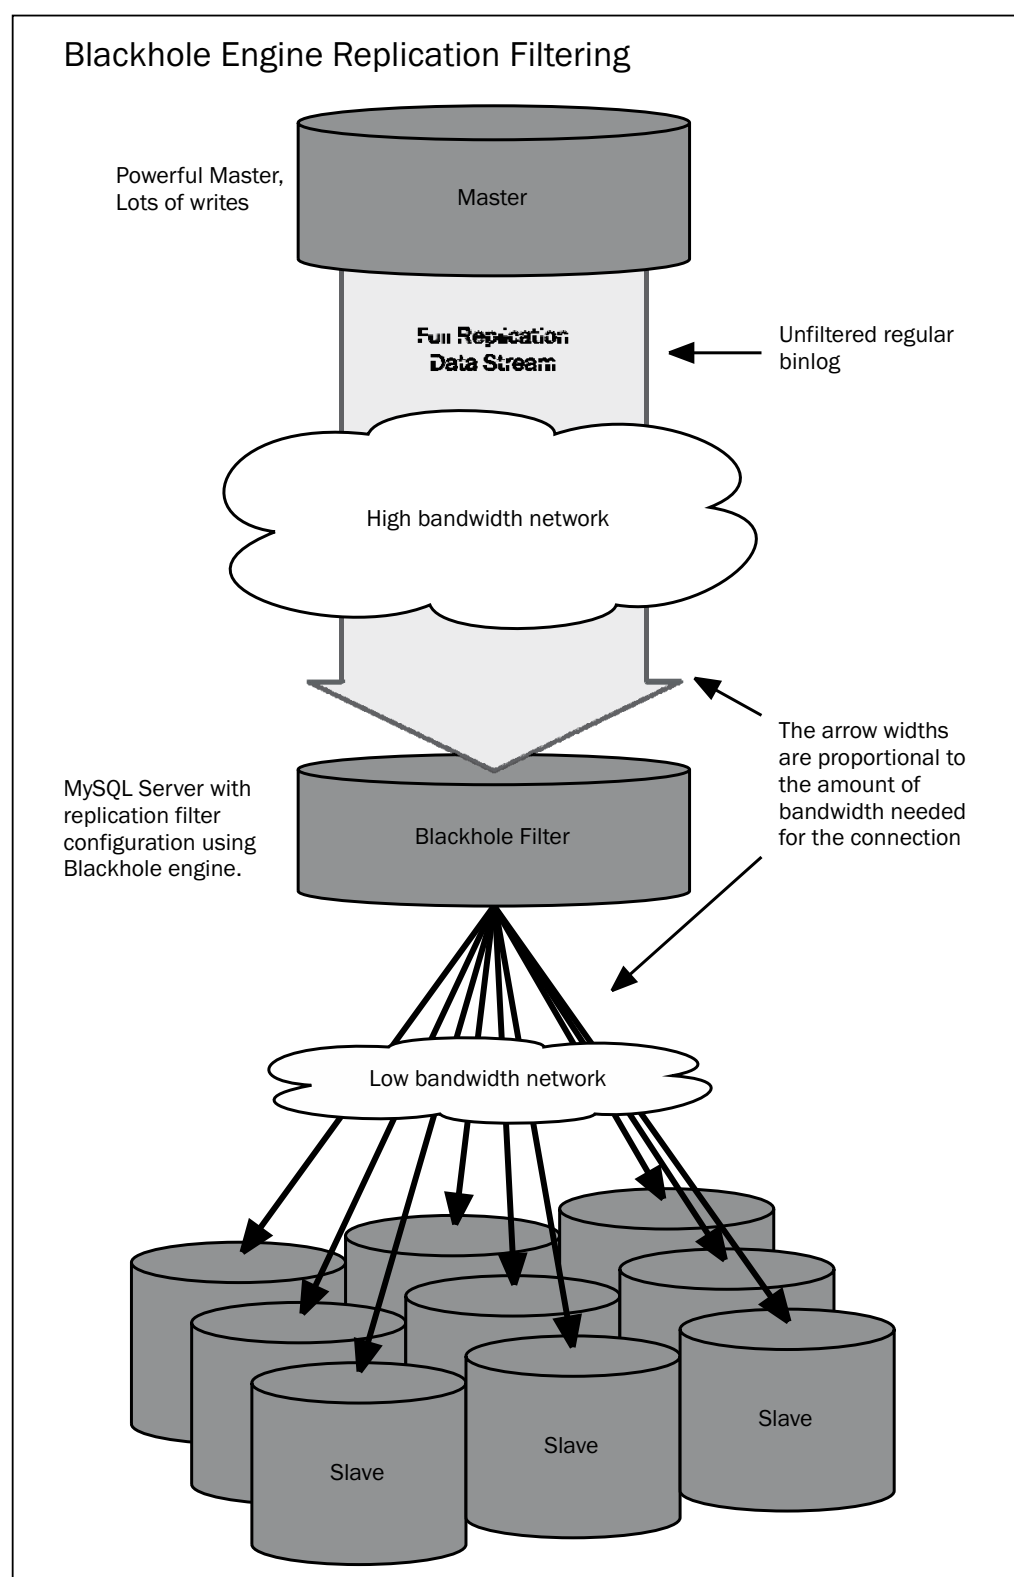 Blackhole Engine Replication Filtering
Powerful Master,
Lots of writes
Master
Full Replication
Data Stream
Unfiltered regular
binlog
High bandwidth network
The arrow widths
are proportional to
the amount of
bandwidth needed
for the connection
MySQL Server with
replication filter
configuration using
Blackhole engine.
Blackhole Filter
Low bandwidth network
Slave
Slave
Slave